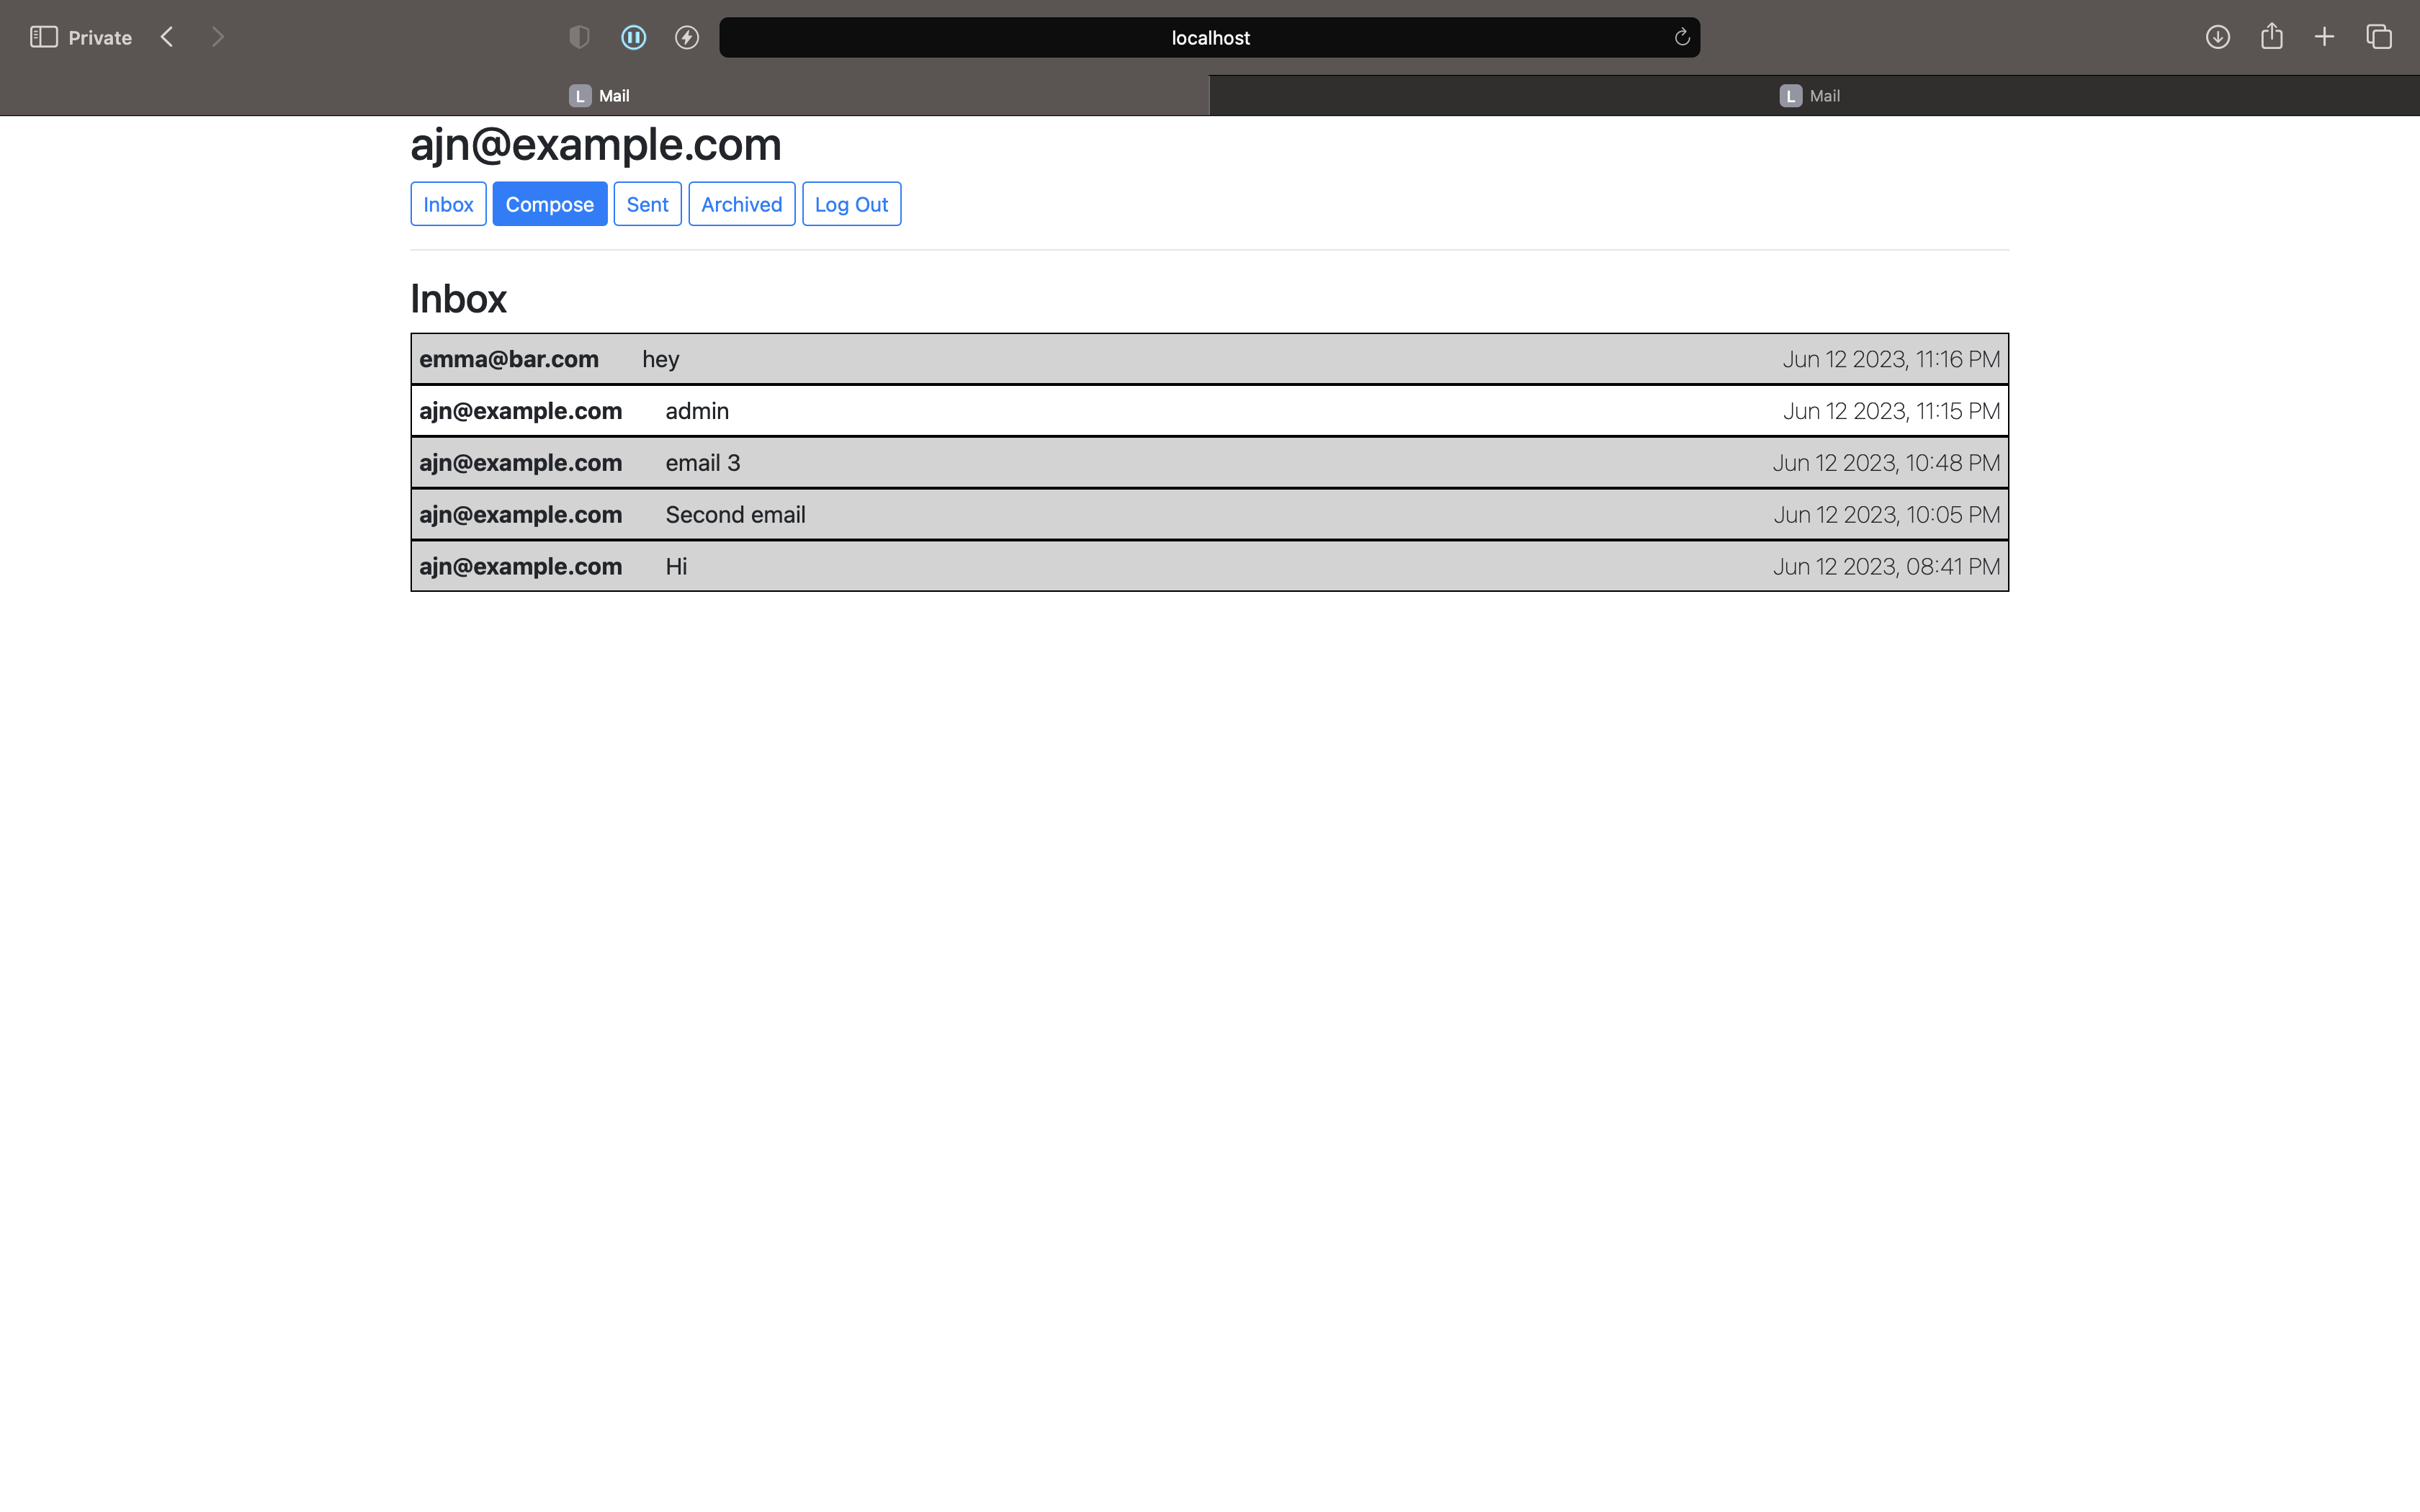 Private localhost
L Mail L Mail
ajn@example.com
Inbox Compose Sent Archived Log Out
Inbox
emma@bar.com hey Jun 12 2023, 11:16 PM
ajn@example.com admin Jun 12 2023, 11:15 PM
ajn@example.com email 3 Jun 12 2023, 10:48 PM
ajn@example.com Second email Jun 12 2023, 10:05 PM
ajn@example.com Hi Jun 12 2023, 08:41 PM